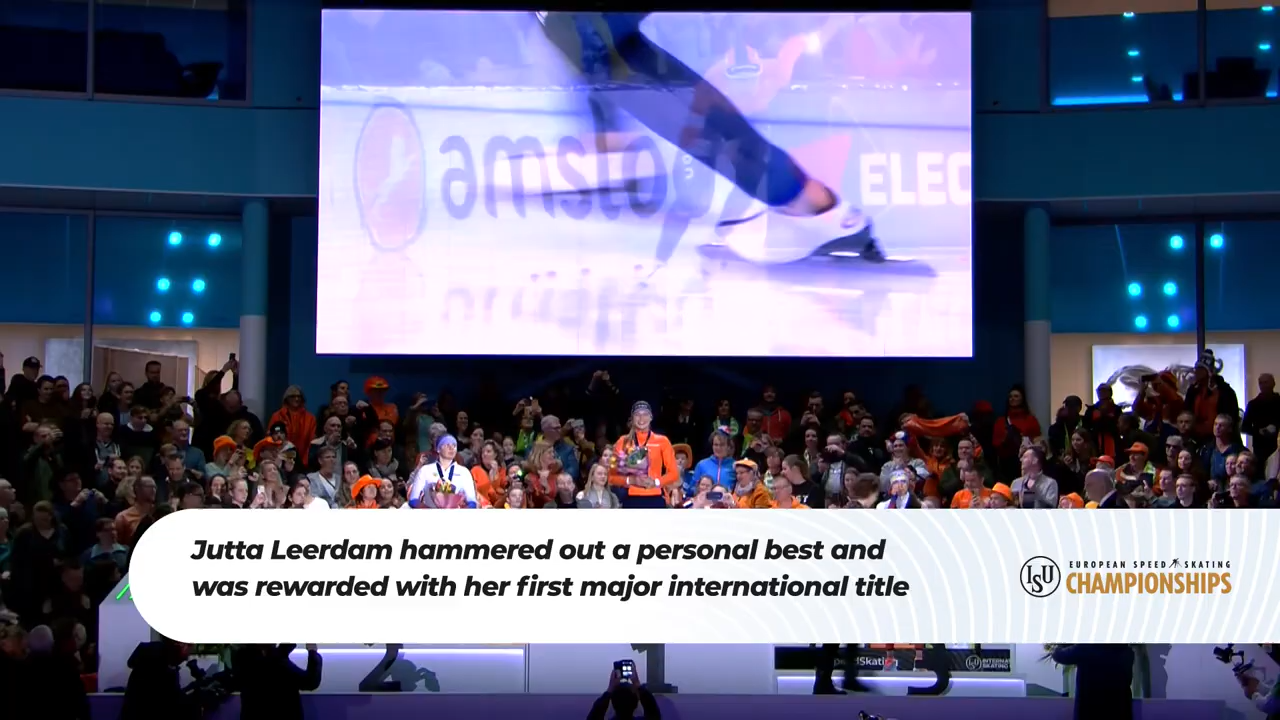 amstel
ELEC
Jutta Leerdam hammered out a personal best and
was rewarded with her first major international title
ISU
EUROPEAN SPEED SKATING
CHAMPIONSHIPS
2
1
3